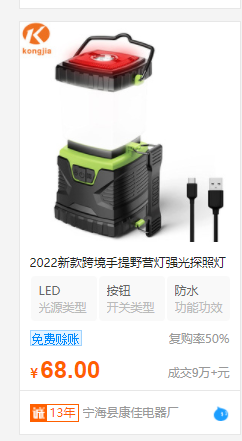 kongjia
2022新款跨境手提野营灯强光探照灯
LED 按钮 防水
光源类型 开关类型 功能功效
免费赊账 复购率50%
¥68.00 成交9万+元
13年 宁海县康佳电器厂